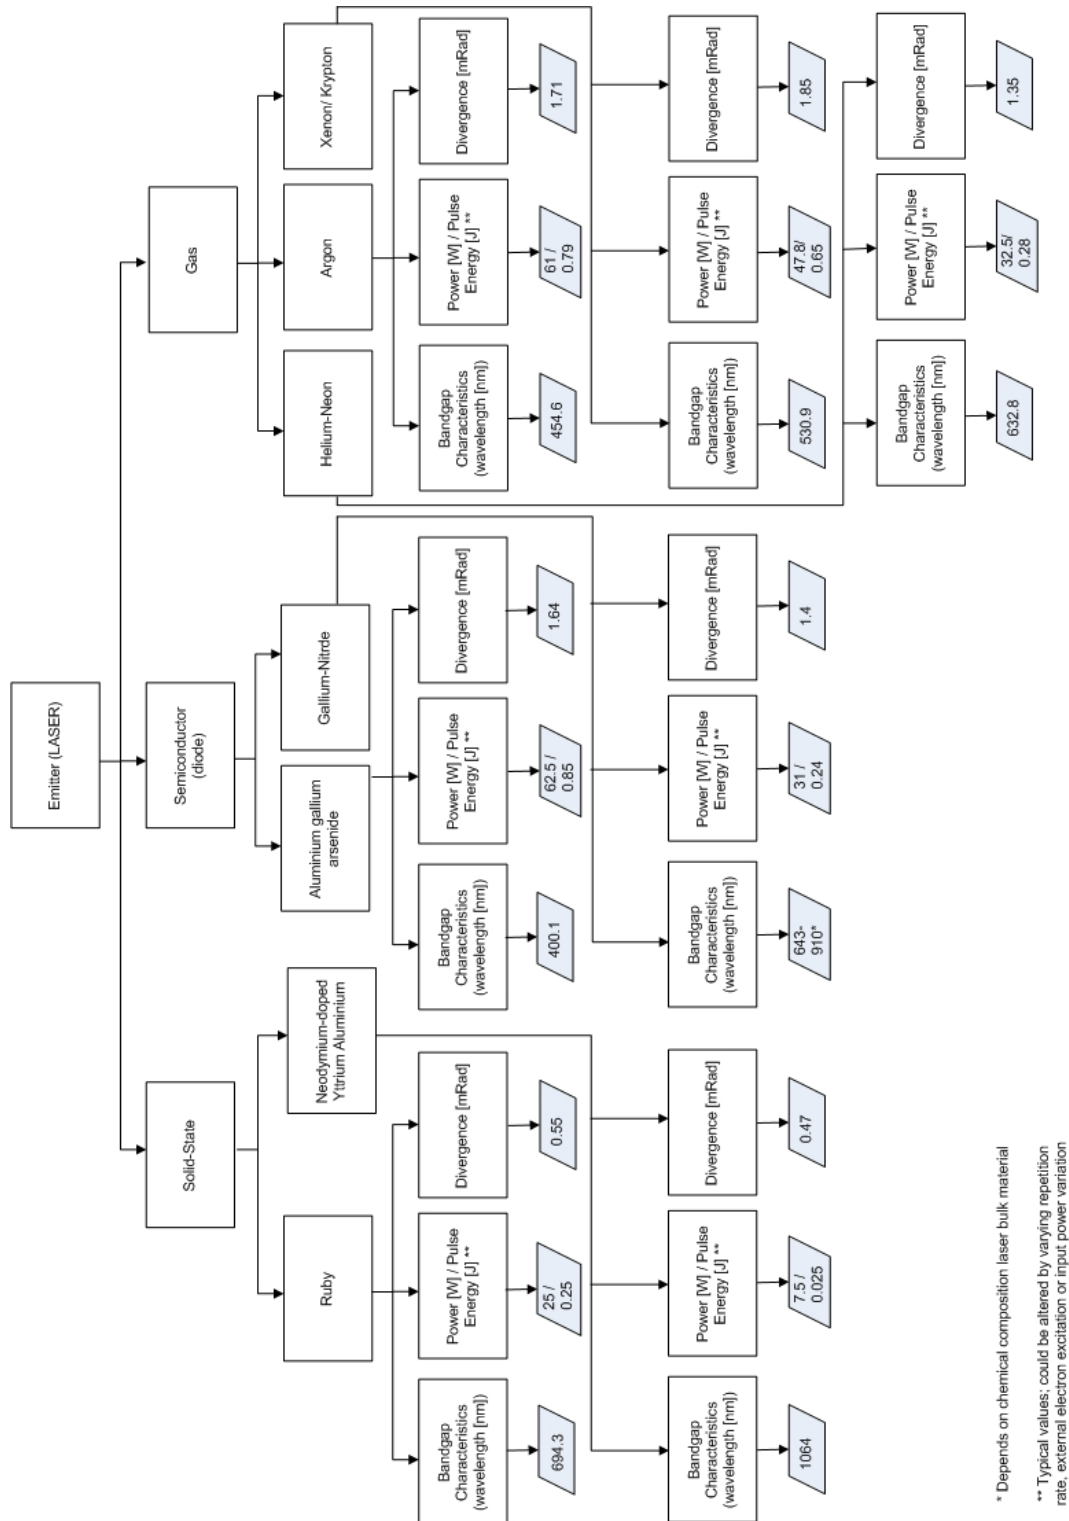 Emitter (LASER)
Solid-State
Semiconductor
(diode)
Gas
Ruby
Neodymium-doped
Yttrium Aluminium
Aluminium gallium
arsenide
Gallium-Nitrde
Helium-Neon
Argon
Xenon/ Krypton
Bandgap
Characteristics
(wavelength [nm])
Power [W] / Pulse
Energy [J] **
Divergence [mRad]
Bandgap
Characteristics
(wavelength [nm])
Power [W] / Pulse
Energy [J] **
Divergence [mRad]
Bandgap
Characteristics
(wavelength [nm])
Power [W] / Pulse
Energy [J] **
Divergence [mRad]
694.3
25 /
0.25
0.55
400.1
62.5 /
0.85
1.64
454.6
61 /
0.79
1.71
Bandgap
Characteristics
(wavelength [nm])
Power [W] / Pulse
Energy [J] **
Divergence [mRad]
Bandgap
Characteristics
(wavelength [nm])
Power [W] / Pulse
Energy [J] **
Divergence [mRad]
Bandgap
Characteristics
(wavelength [nm])
Power [W] / Pulse
Energy [J] **
Divergence [mRad]
1064
7.5 /
0.025
0.47
643-
910*
31 /
0.24
1.4
530.9
47.8/
0.65
1.85
Bandgap
Characteristics
(wavelength [nm])
Power [W] / Pulse
Energy [J] **
Divergence [mRad]
632.8
32.5/
0.28
1.35
* Depends on chemical composition laser bulk material
** Typical values; could be altered by varying repetition
rate, external electron excitation or input power variation